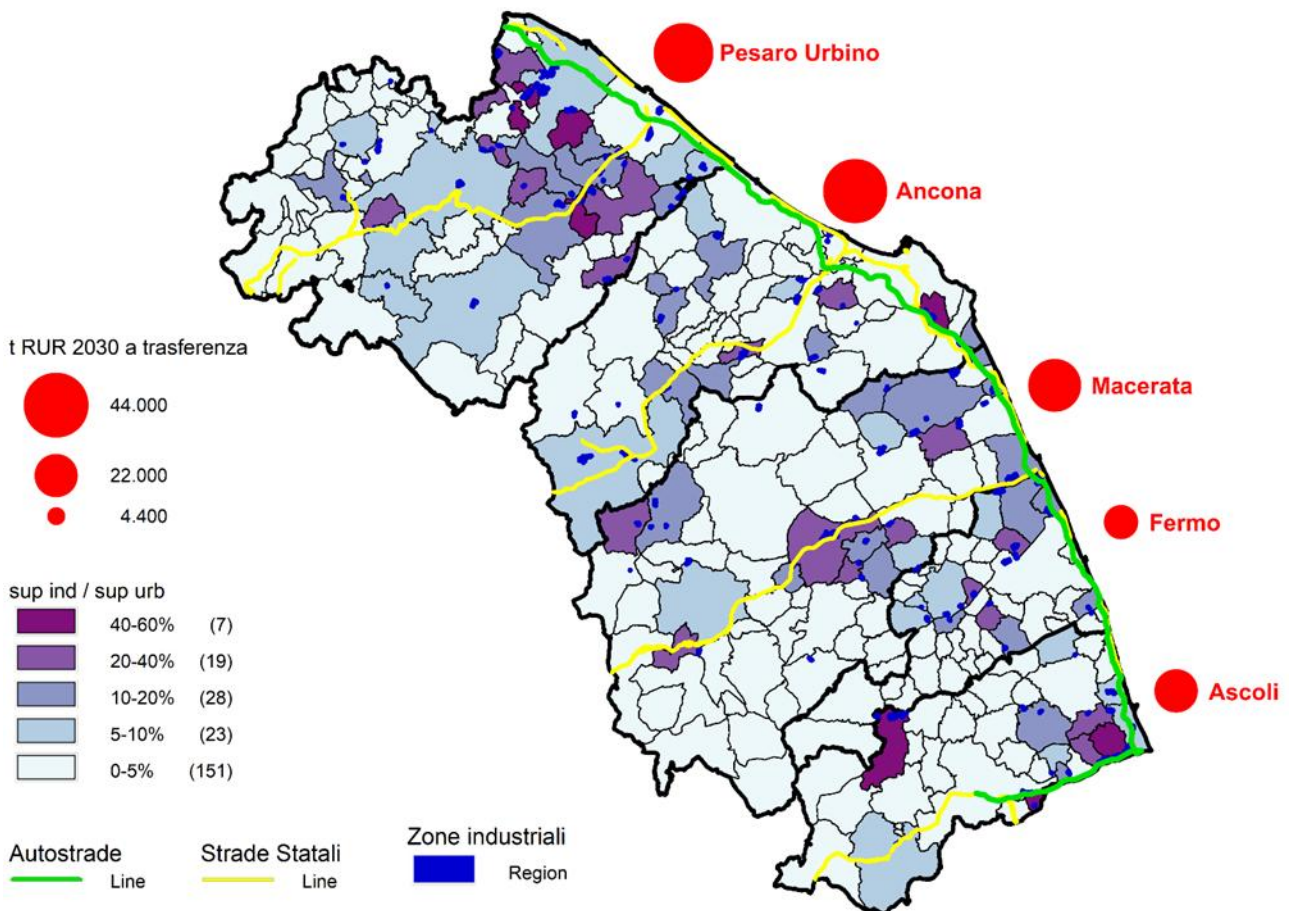 Pesaro Urbino
Ancona
Macerata
Fermo
Ascoli
t RUR 2030 a trasferenza
44.000
22.000
4.400
sup ind / sup urb
40-60% (7)
20-40% (19)
10-20% (28)
5-10% (23)
0-5% (151)
Autostrade
Line
Strade Statali
Line
Zone industriali
Region